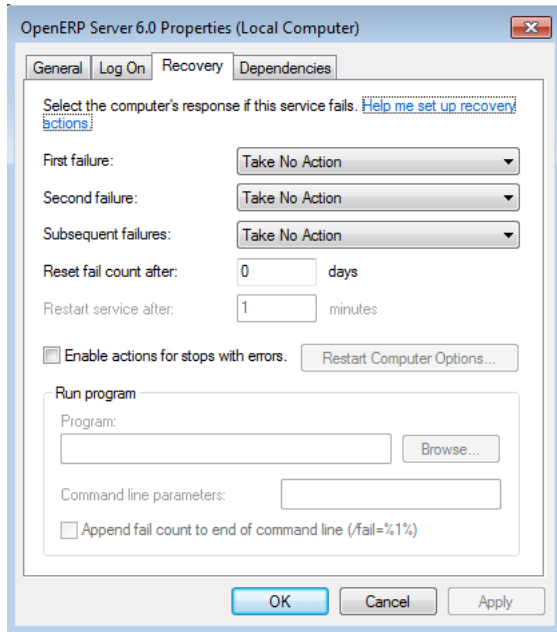 OpenERP Server 6.0 Properties (Local Computer)
General Log On Recovery Dependencies
Select the computer's response if this service fails. Help me set up recovery
actions.
First failure: Take No Action
Second failure: Take No Action
Subsequent failures: Take No Action
Reset fail count after: 0 days
Restart service after: 1 minutes
Enable actions for stops with errors. Restart Computer Options...
Run program
Program:
Browse...
Command line parameters:
Append fail count to end of command line (/fail=%1%)
OK Cancel Apply